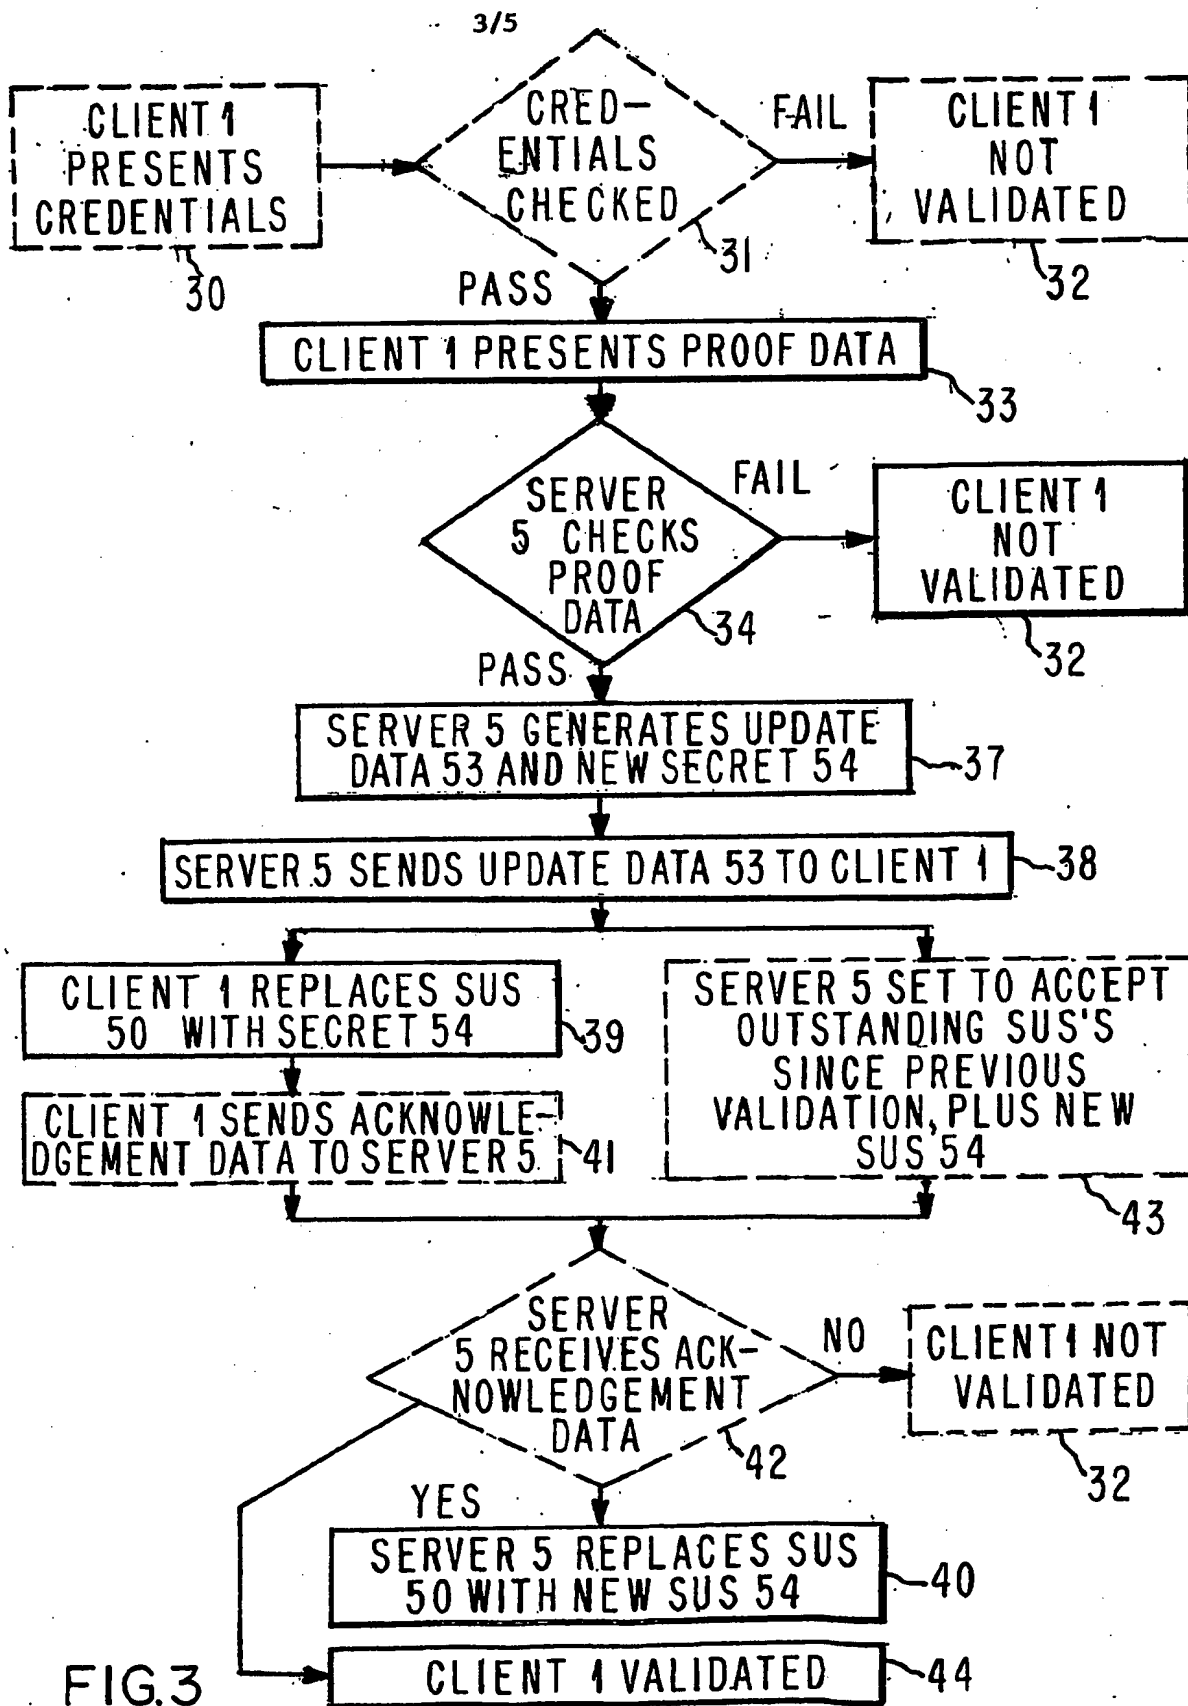 3/5
CLIENT 1
PRESENTS
CREDENTIALS
30
CRED-
ENTIALS
CHECKED
31
FAIL
CLIENT 1
NOT
VALIDATED
32
PASS
CLIENT 1 PRESENTS PROOF DATA
33
SERVER
5 CHECKS
PROOF
DATA
34
FAIL
CLIENT 1
NOT
VALIDATED
32
PASS
SERVER 5 GENERATES UPDATE
DATA 53 AND NEW SECRET 54
37
SERVER 5 SENDS UPDATE DATA 53 TO CLIENT 1
38
CLIENT 1 REPLACES SUS
50 WITH SECRET 54
39
CLIENT 1 SENDS ACKNOWLE-
DGEMENT DATA TO SERVER 5
41
SERVER 5 SET TO ACCEPT
OUTSTANDING SUS'S
SINCE PREVIOUS
VALIDATION, PLUS NEW
SUS 54
43
SERVER
5 RECEIVES ACK-
NOWLEDGEMENT
DATA
42
NO
CLIENT 1 NOT
VALIDATED
32
YES
SERVER 5 REPLACES SUS
50 WITH NEW SUS 54
40
CLIENT 1 VALIDATED
44
FIG.3